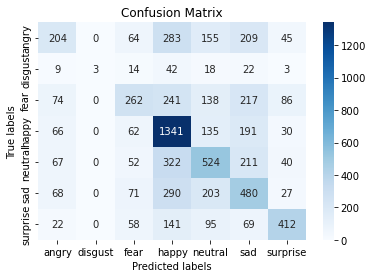 Confusion Matrix
angry 204 0 64 283 155 209 45
disgust 9 3 14 42 18 22 3
fear 74 0 262 241 138 217 86
happy 66 0 62 1341 135 191 30
neutral 67 0 52 322 524 211 40
sad 68 0 71 290 203 480 27
surprise 22 0 58 141 95 69 412
angry disgust fear happy neutral sad surprise
Predicted labels
True labels
1200
1000
800
600
400
200
0